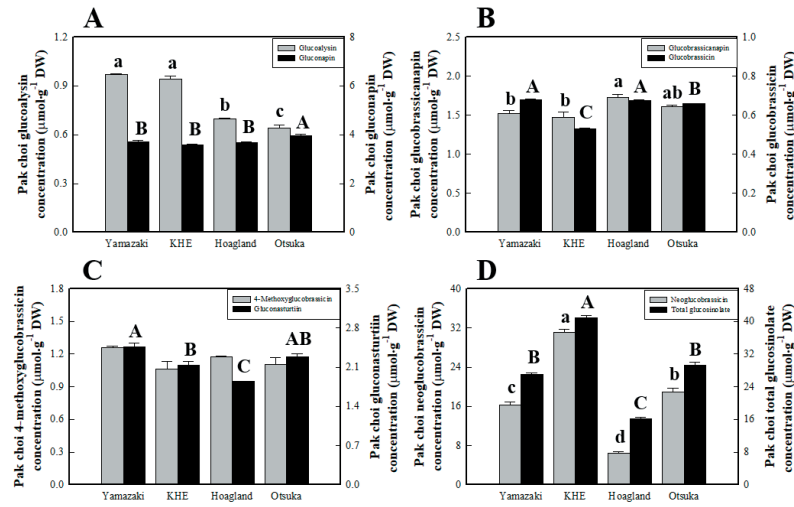 A
Pak choi glucoalysin
concentration (µmol·g⁻¹ DW)
1.2
0.9
0.6
0.3
0.0
Glucoalysin
Gluconapin
a
a
b
c
B
B
B
A
8
6
4
2
0
Pak choi gluconapin
concentration (µmol·g⁻¹ DW)
Yamazaki KHE Hoagland Otsuka
B
Pak choi glucobrassicanapin
concentration (µmol·g⁻¹ DW)
2.5
2.0
1.5
1.0
0.5
0.0
Glucobrassicanapin
Glucobrassicin
b A
b C
a A
ab B
1.0
0.8
0.6
0.4
0.2
0.0
Pak choi glucobrassicin
concentration (µmol·g⁻¹ DW)
Yamazaki KHE Hoagland Otsuka
C
Pak choi 4-methoxyglucobrassicin
concentration (µmol·g⁻¹ DW)
1.8
1.5
1.2
0.9
0.6
0.3
0.0
4-Methoxyglucobrassicin
Gluconasturtiin
A
B
C
AB
3.5
2.8
2.1
1.4
0.7
0.0
Pak choi gluconasturtiin
concentration (µmol·g⁻¹ DW)
Yamazaki KHE Hoagland Otsuka
D
Pak choi neoglucobrassicin
concentration (µmol·g⁻¹ DW)
40
32
24
16
8
0
Neoglucobrassicin
Total glucosinolate
c B
a A
d C
b B
48
40
32
24
16
8
0
Pak choi total glucosinolate
concentration (µmol·g⁻¹ DW)
Yamazaki KHE Hoagland Otsuka